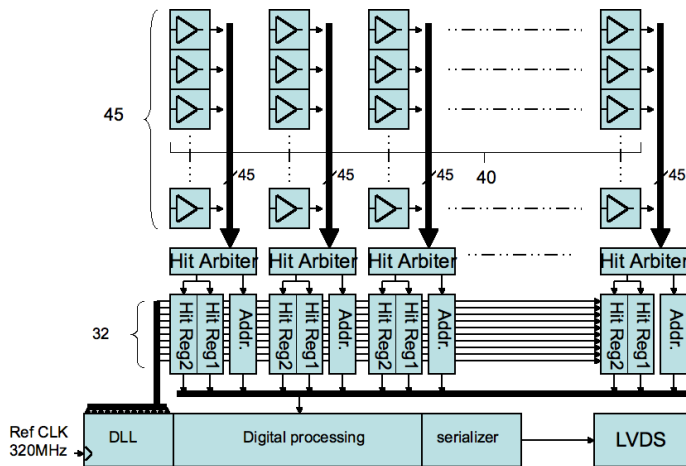 45
45
45
45
45
40
Hit Arbiter
Hit Arbiter
Hit Arbiter
Hit Arbiter
32
Hit Reg2
Hit Reg1
Addr.
Hit Reg2
Hit Reg1
Addr.
Hit Reg2
Hit Reg1
Addr.
Hit Reg2
Hit Reg1
Addr.
Ref CLK
320MHz
DLL
Digital processing
serializer
LVDS